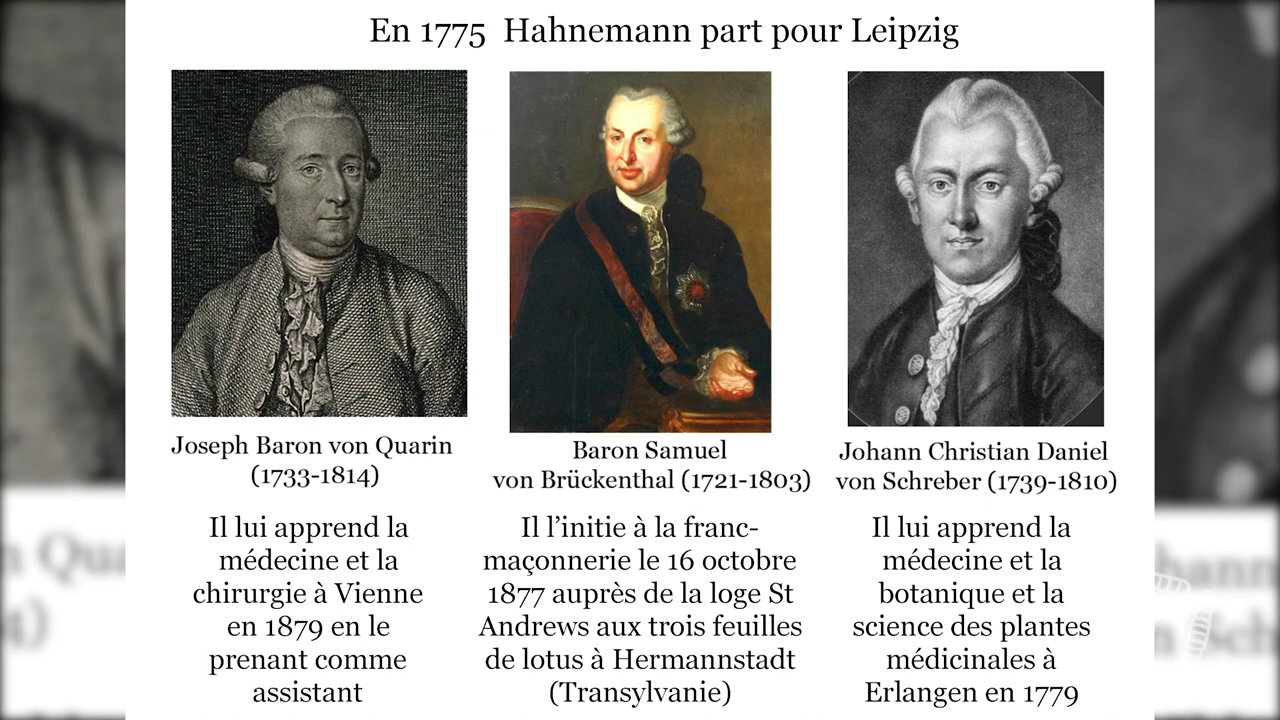 En 1775 Hahnemann part pour Leipzig
Joseph Baron von Quarin
(1733-1814)
Il lui apprend la
médecine et la
chirurgie à Vienne
en 1879 en le
prenant comme
assistant
Baron Samuel
von Brückenthal (1721-1803)
Il l’initie à la franc-
maçonnerie le 16 octobre
1877 auprès de la loge St
Andrews aux trois feuilles
de lotus à Hermannstadt
(Transylvanie)
Johann Christian Daniel
von Schreber (1739-1810)
Il lui apprend la
médecine et la
botanique et la
science des plantes
médicinales à
Erlangen en 1779